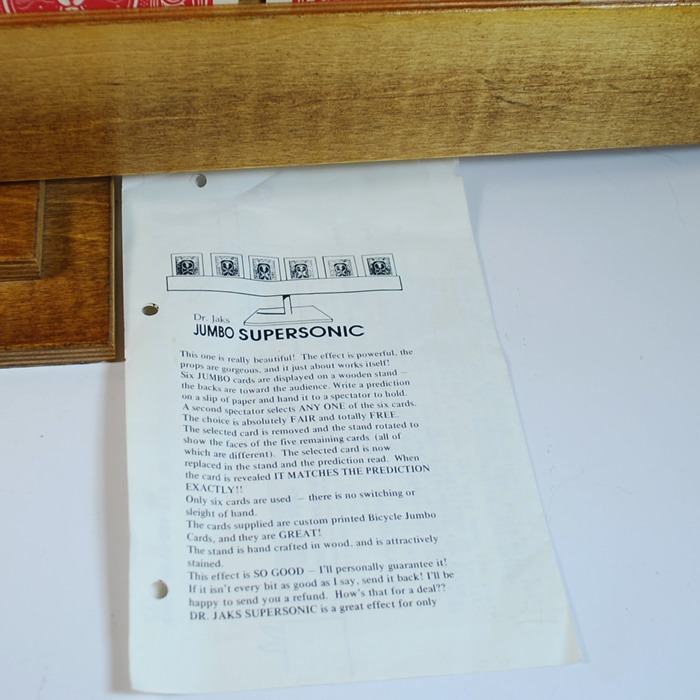 Dr. Jaks
JUMBO SUPERSONIC
This one is really beautiful! The effect is powerful, the
props are gorgeous, and it just about works itself!
Six JUMBO cards are displayed on a wooden stand —
the backs are toward the audience. Write a prediction
on a slip of paper and hand it to a spectator to hold.
A second spectator selects ANY ONE of the six cards.
The choice is absolutely FAIR and totally FREE.
The selected card is removed and the stand rotated to
show the faces of the five remaining cards (all of
which are different). The selected card is now
replaced in the stand and the prediction read. When
the card is revealed IT MATCHES THE PREDICTION
EXACTLY!!
Only six cards are used — there is no switching or
sleight of hand.
The cards supplied are custom printed Bicycle Jumbo
Cards, and they are GREAT!
The stand is hand crafted in wood, and is attractively
stained.
This effect is SO GOOD — I'll personally guarantee it!
If it isn't every bit as good as I say, send it back! I'll be
happy to send you a refund. How's that for a deal??
DR. JAKS SUPERSONIC is a great effect for only